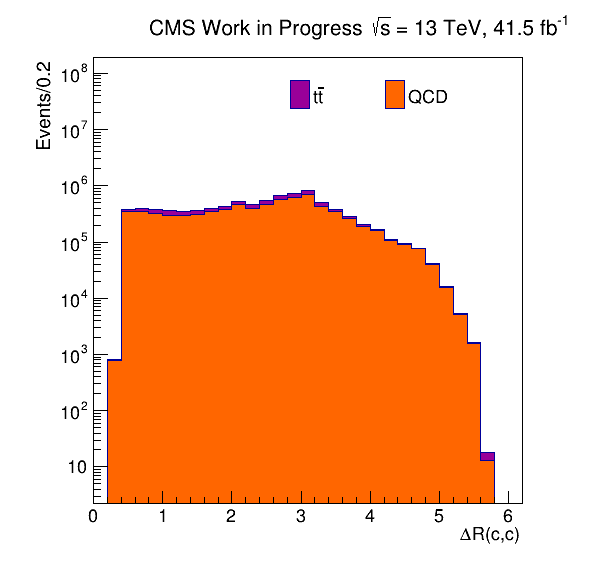 CMS Work in Progress √s = 13 TeV, 41.5 fb⁻¹
Events/0.2
tt̄
QCD
10⁸
10⁷
10⁶
10⁵
10⁴
10³
10²
10
0 1 2 3 4 5 6
ΔR(c,c)